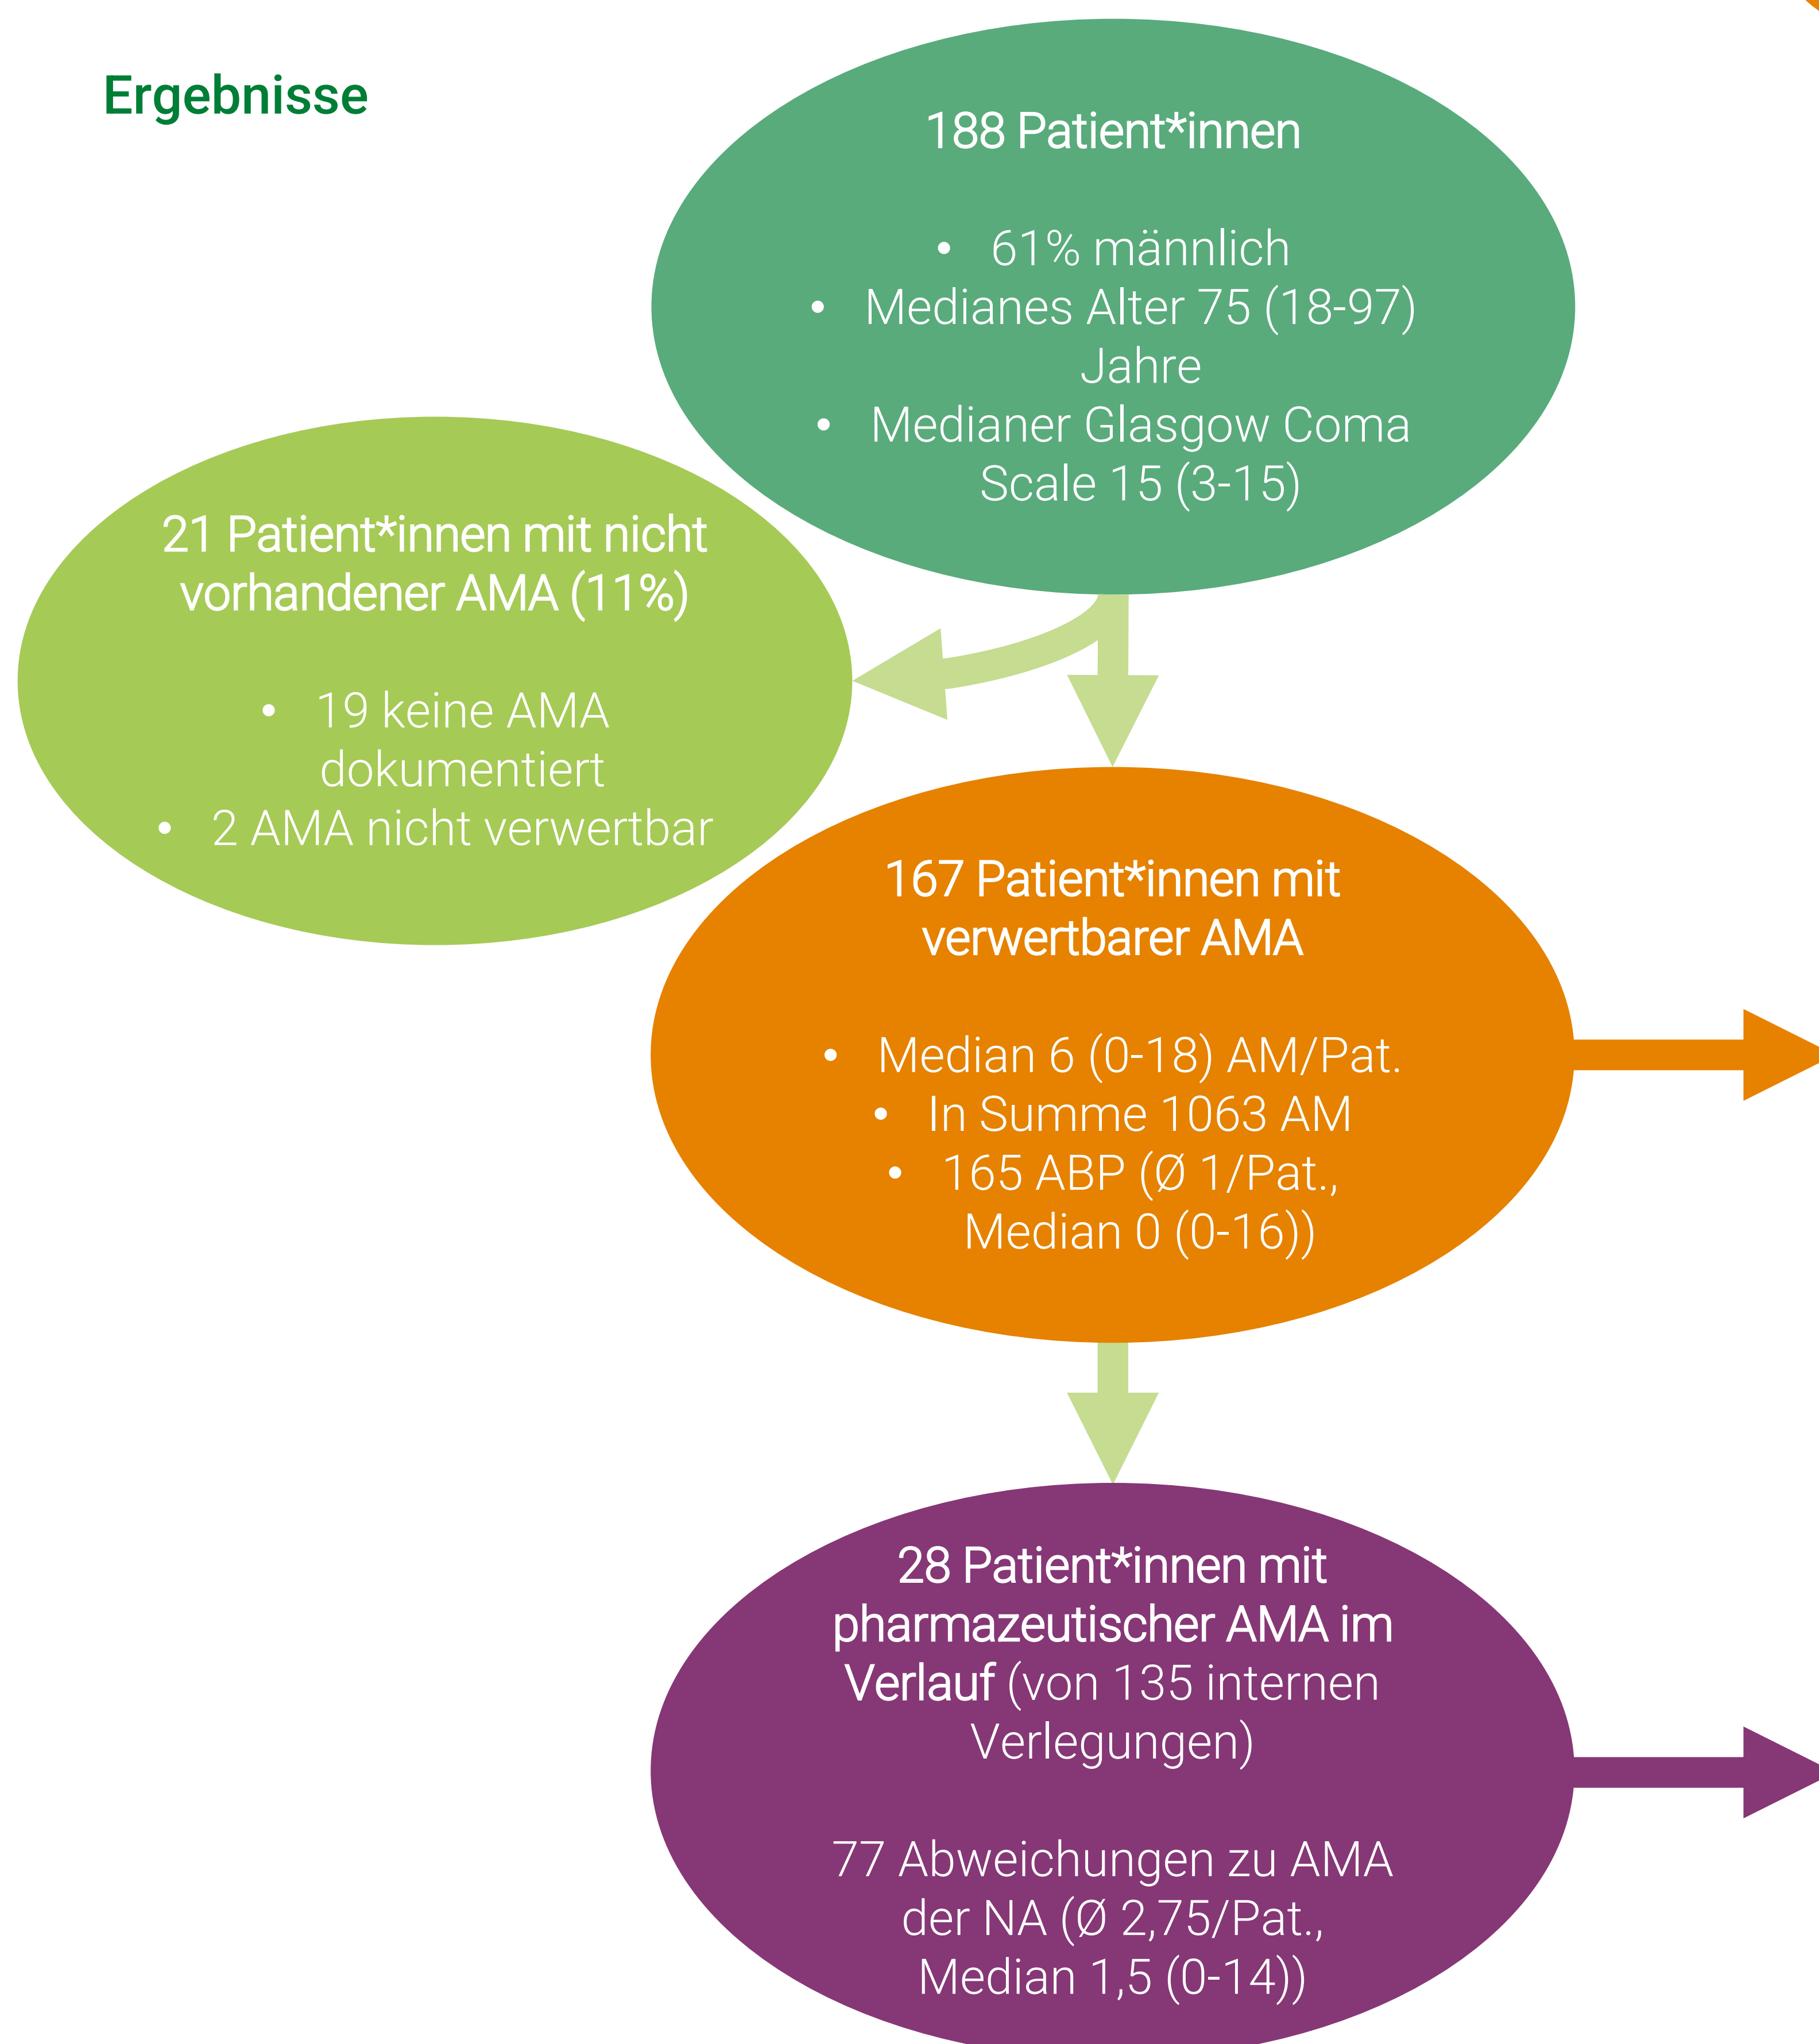 Ergebnisse
188 Patient*innen
• 61% männlich
• Medianes Alter 75 (18-97)
Jahre
• Medianer Glasgow Coma
Scale 15 (3-15)
21 Patient*innen mit nicht
vorhandener AMA (11%)
• 19 keine AMA
dokumentiert
• 2 AMA nicht verwertbar
167 Patient*innen mit
verwertbarer AMA
• Median 6 (0-18) AM/Pat.
• In Summe 1063 AM
• 165 ABP (Ø 1/Pat.,
Median 0 (0-16))
28 Patient*innen mit
pharmazeutischer AMA im
Verlauf (von 135 internen
Verlegungen)
77 Abweichungen zu AMA
der NA (Ø 2,75/Pat.,
Median 1,5 (0-14))